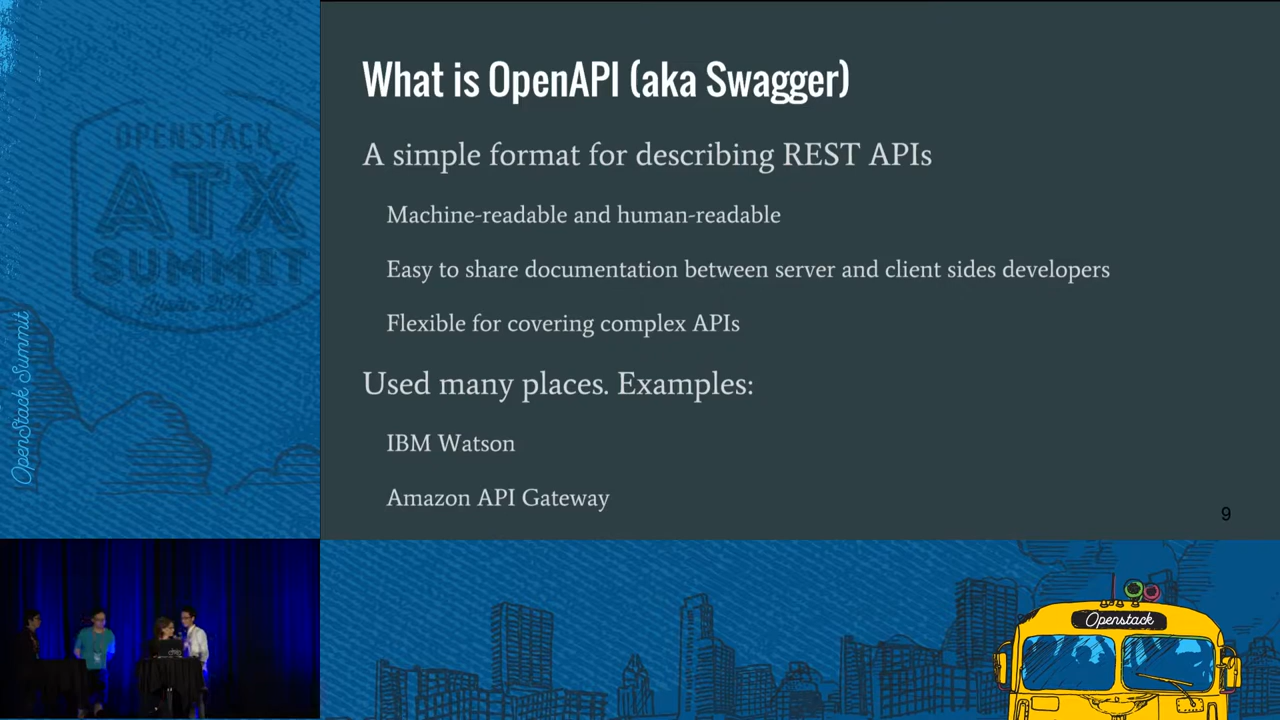 What is OpenAPI (aka Swagger)
A simple format for describing REST APIs
Machine-readable and human-readable
Easy to share documentation between server and client sides developers
Flexible for covering complex APIs
Used many places. Examples:
IBM Watson
Amazon API Gateway
9
OPENSTACK
ATX
SUMMIT
OpenStack Summit
Openstack